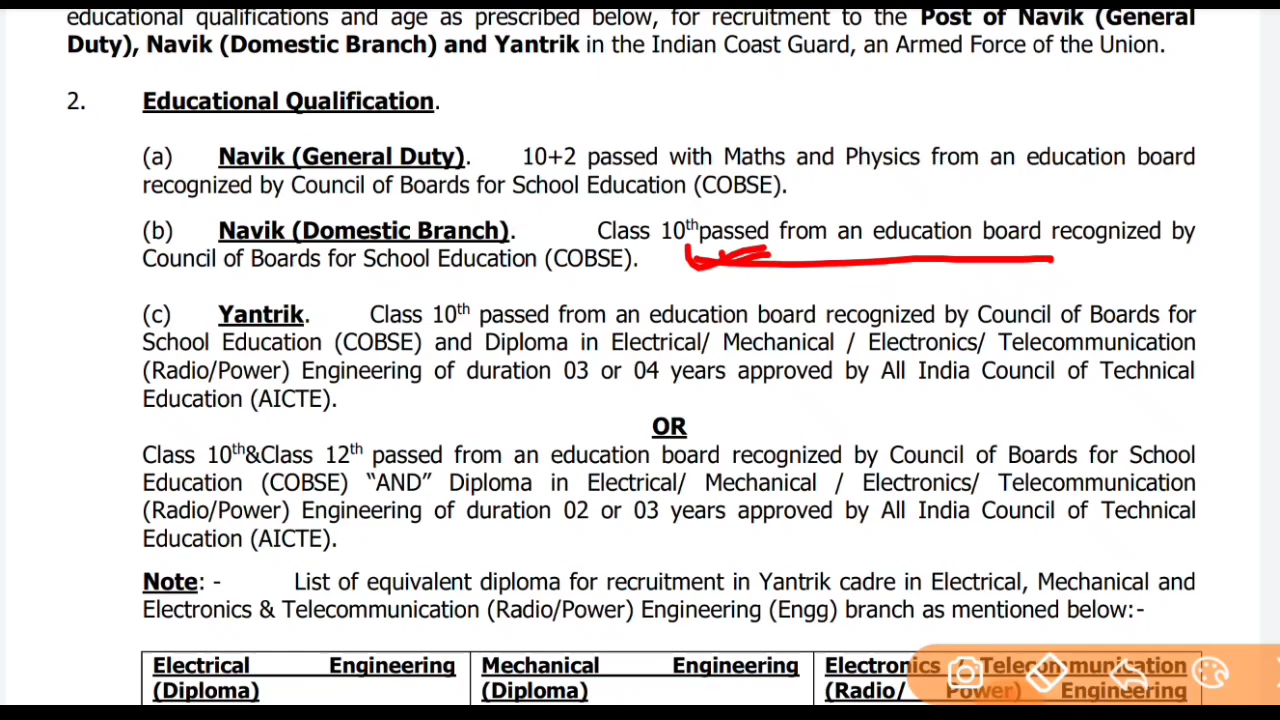 educational qualifications and age as prescribed below, for recruitment to the Post of Navik (General
Duty), Navik (Domestic Branch) and Yantrik in the Indian Coast Guard, an Armed Force of the Union.
2. Educational Qualification.
(a) Navik (General Duty). 10+2 passed with Maths and Physics from an education board
recognized by Council of Boards for School Education (COBSE).
(b) Navik (Domestic Branch). Class 10thpassed from an education board recognized by
Council of Boards for School Education (COBSE).
(c) Yantrik. Class 10th passed from an education board recognized by Council of Boards for
School Education (COBSE) and Diploma in Electrical/ Mechanical / Electronics/ Telecommunication
(Radio/Power) Engineering of duration 03 or 04 years approved by All India Council of Technical
Education (AICTE).
OR
Class 10th&Class 12th passed from an education board recognized by Council of Boards for School
Education (COBSE) “AND” Diploma in Electrical/ Mechanical / Electronics/ Telecommunication
(Radio/Power) Engineering of duration 02 or 03 years approved by All India Council of Technical
Education (AICTE).
Note: - List of equivalent diploma for recruitment in Yantrik cadre in Electrical, Mechanical and
Electronics & Telecommunication (Radio/Power) Engineering (Engg) branch as mentioned below:-
Electrical Engineering
(Diploma)
Mechanical Engineering
(Diploma)
Electronics / Telecommunication
(Radio/ Power) Engineering